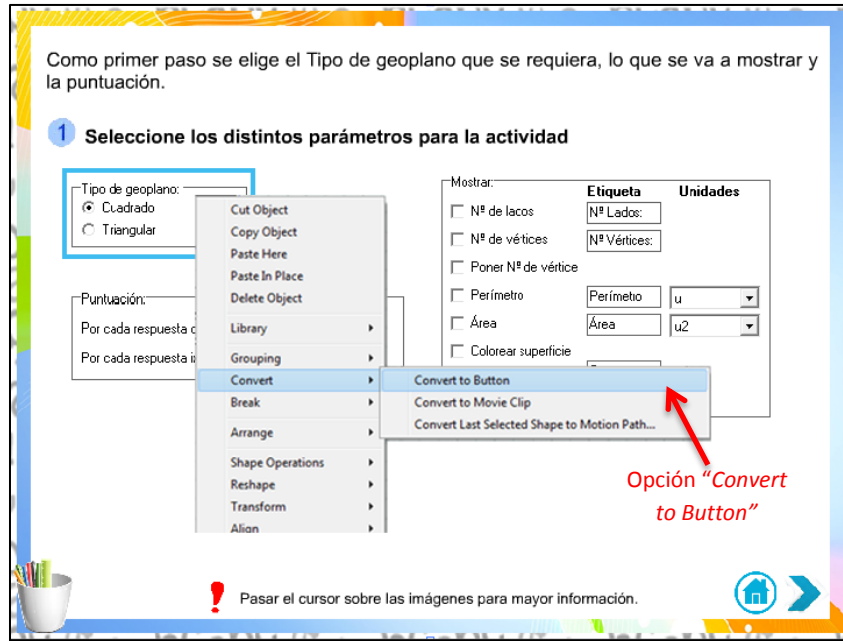 Como primer paso se elige el Tipo de geoplano que se requiera, lo que se va a mostrar y
la puntuación.
1 Seleccione los distintos parámetros para la actividad
Tipo de geoplano:
Cuadrado
Triangular
Puntuación:
Por cada respuesta
Por cada respuesta
Cut Object
Copy Object
Paste Here
Paste In Place
Delete Object
Library
Grouping
Convert
Break
Arrange
Shape Operations
Reshape
Transform
Align
Convert to Button
Convert to Movie Clip
Convert Last Selected Shape to Motion Path...
Mostrar:
Etiqueta Unidades
Nº de lacos Nº Lados:
Nº de vétices Nº Vértices:
Poner Nº de vértice
Perímetro Perímetro u
Área Área u2
Colorear superficie
Opción “Convert
to Button”
Pasar el cursor sobre las imágenes para mayor información.